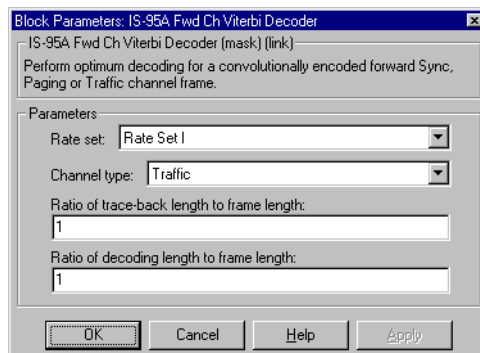 Block Parameters: IS-95A Fwd Ch Viterbi Decoder
IS-95A Fwd Ch Viterbi Decoder (mask) (link)
Perform optimum decoding for a convolutionally encoded forward Sync,
Paging or Traffic channel frame.
Parameters
Rate set: Rate Set I
Channel type: Traffic
Ratio of trace-back length to frame length:
1
Ratio of decoding length to frame length:
1
OK Cancel Help Apply